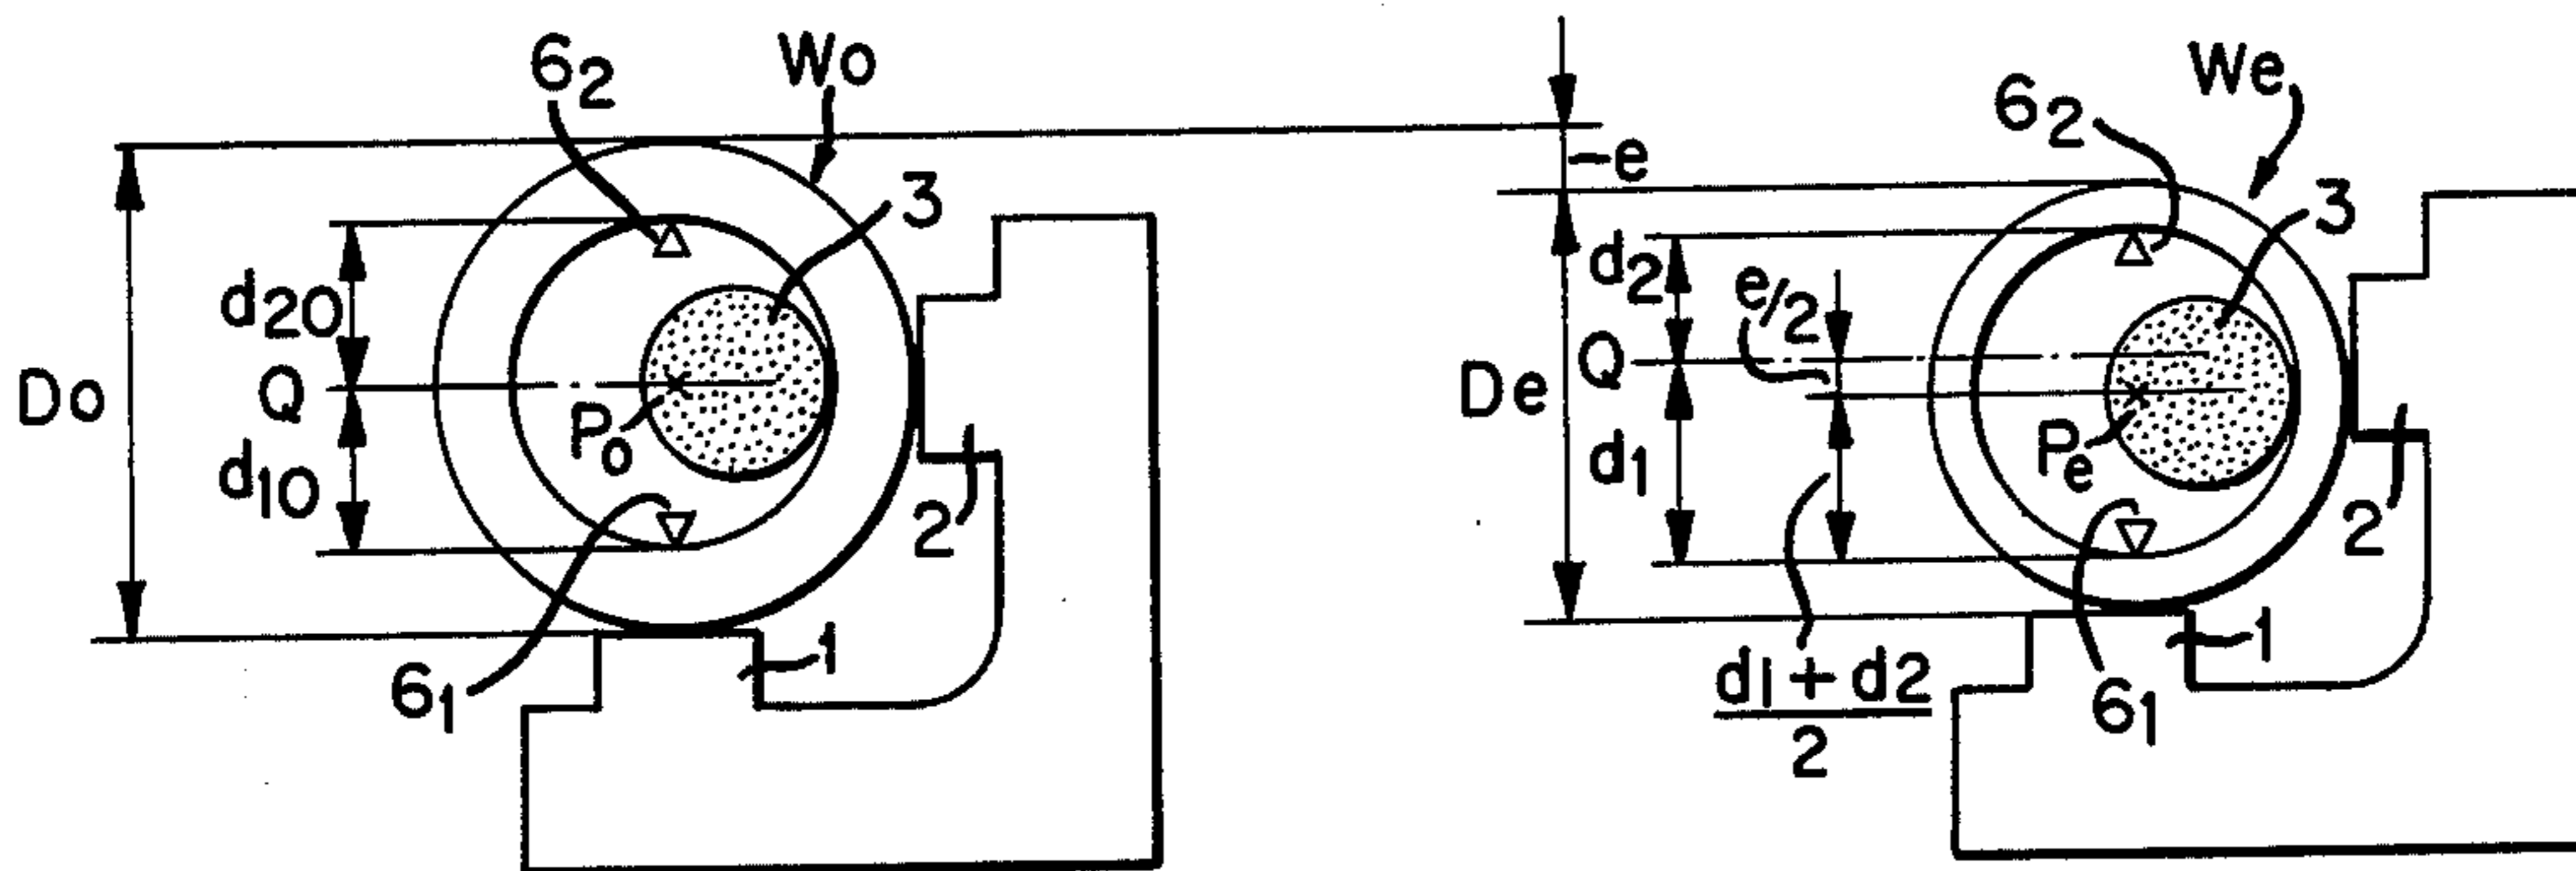 6₂
Wo
3
d₂₀
Do
Q
P₀
d₁₀
2
6₁
1
-e
We
6₂
3
d₂
e/2
De
Q
d₁
Pe
2
d₁ + d₂
2
6₁
1